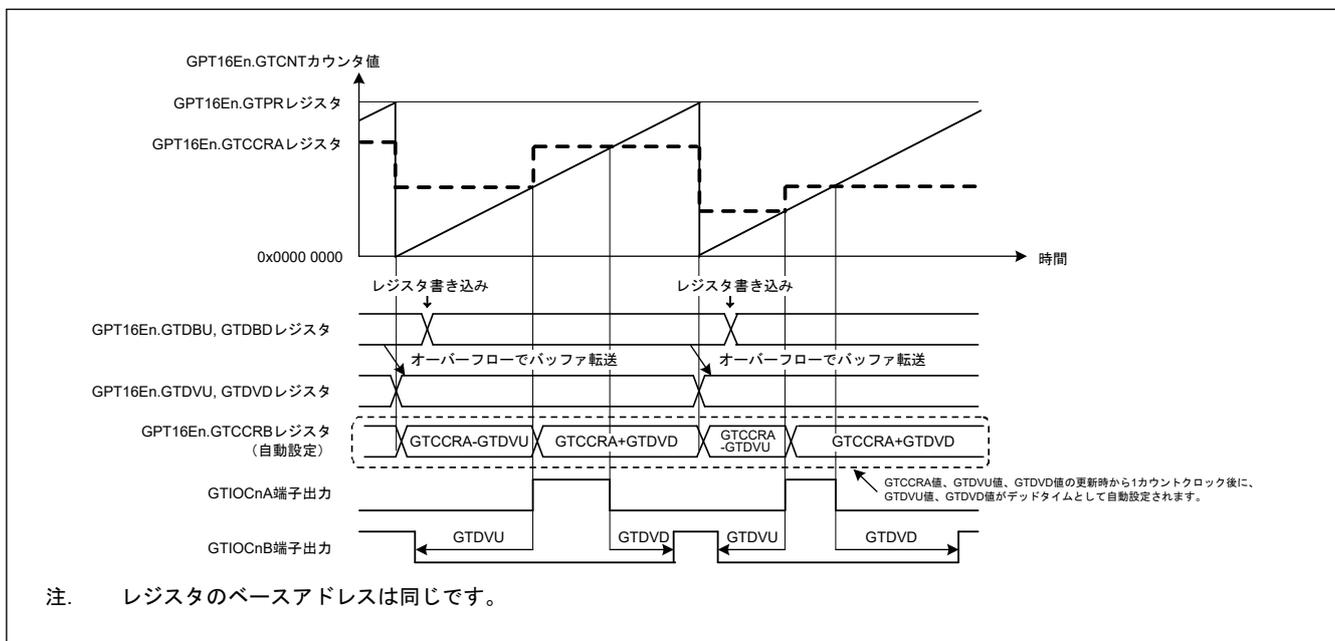 GPT16En.GTCNTカウンタ値
GPT16En.GTPRレジスタ
GPT16En.GTCCRAレジスタ
0x0000 0000
時間
レジスタ書き込み
レジスタ書き込み
GPT16En.GTDBU, GTDBDレジスタ
オーバーフローでバッファ転送
オーバーフローでバッファ転送
GPT16En.GTDVU, GTDVDレジスタ
GPT16En.GTCCRBレジスタ
(自動設定)
GTCCRA-GTDVU
GTCCRA+GTDVD
GTCCRA
-GTDVU
GTCCRA+GTDVD
GTCCRA値、GTDVU値、GTDVD値の更新時から1カウントクロック後に、
GTDVU値、GTDVD値がデッドタイムとして自動設定されます。
GTIOCnA端子出力
GTIOCnB端子出力
GTDVU
GTDVD
GTDVU
GTDVD
注. レジスタのベースアドレスは同じです。